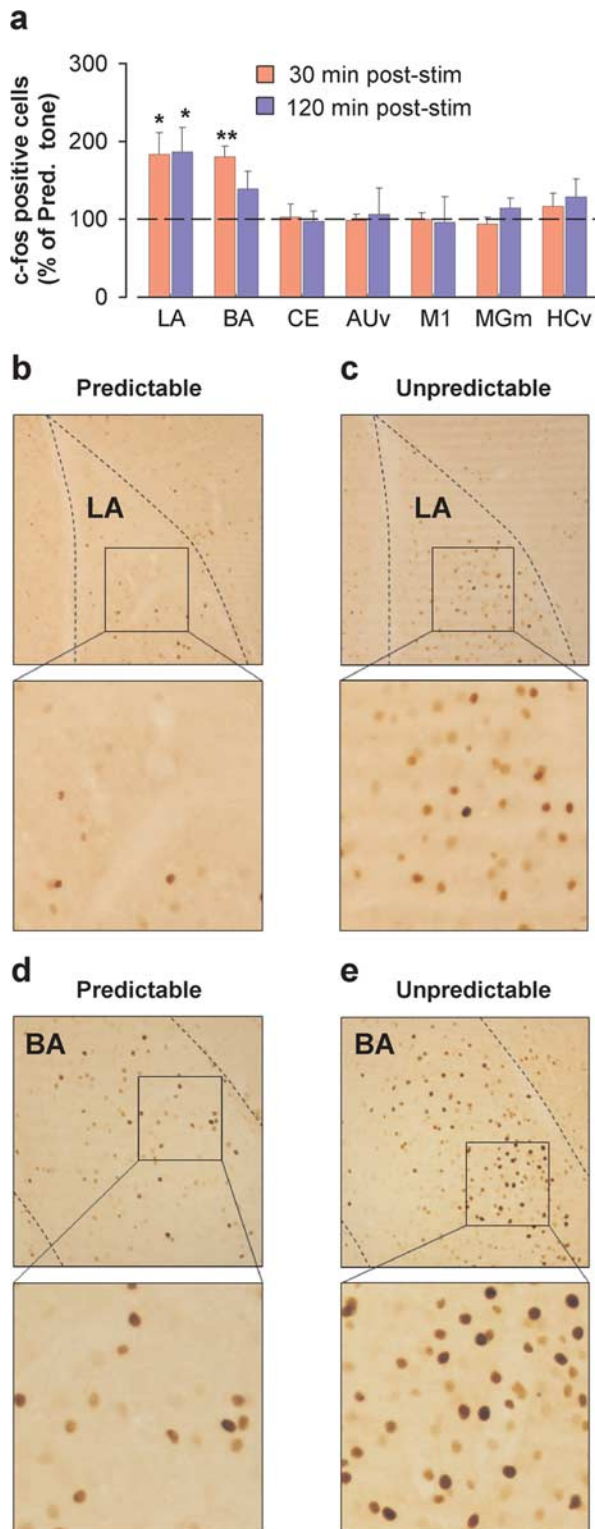 a
c-fos positive cells
(% of Pred. tone)
300
200
100
0
30 min post-stim
120 min post-stim
* * **
LA BA CE AUv M1 MGm HCv
b
Predictable
LA
c
Unpredictable
LA
d
Predictable
BA
e
Unpredictable
BA